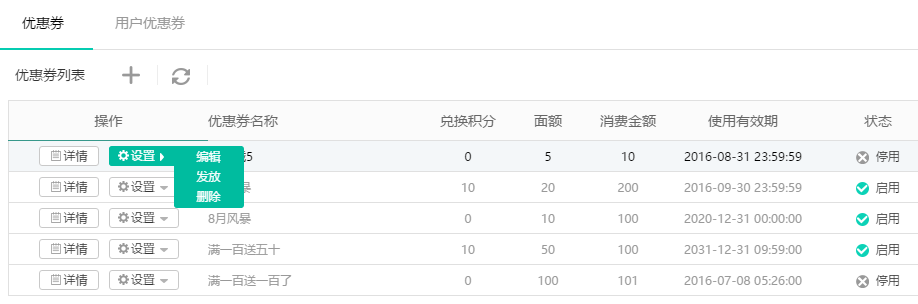 优惠券 用户优惠券
优惠券列表
操作 优惠券名称 兑换积分 面额 消费金额 使用有效期 状态
详情 设置 编辑 5 0 5 10 2016-08-31 23:59:59 停用
详情 设置 发放 暴 10 20 200 2016-09-30 23:59:59 启用
删除
详情 设置 8月风暴 0 10 100 2020-12-31 00:00:00 启用
详情 设置 满一百送五十 10 50 100 2031-12-31 09:59:00 启用
详情 设置 满一百送一百了 0 100 101 2016-07-08 05:26:00 停用